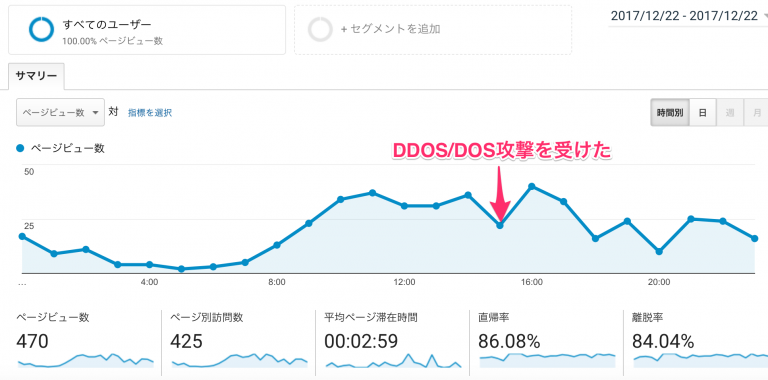 すべてのユーザー
100.00% ページビュー数
+ セグメントを追加
2017/12/22 - 2017/12/22
サマリー
ページビュー数 対 指標を選択
時間別 日 週 月
ページビュー数
DDOS/DOS攻撃を受けた
50
25
... 4:00 8:00 12:00 16:00 20:00
ページビュー数 ページ別訪問数 平均ページ滞在時間 直帰率 離脱率
470 425 00:02:59 86.08% 84.04%